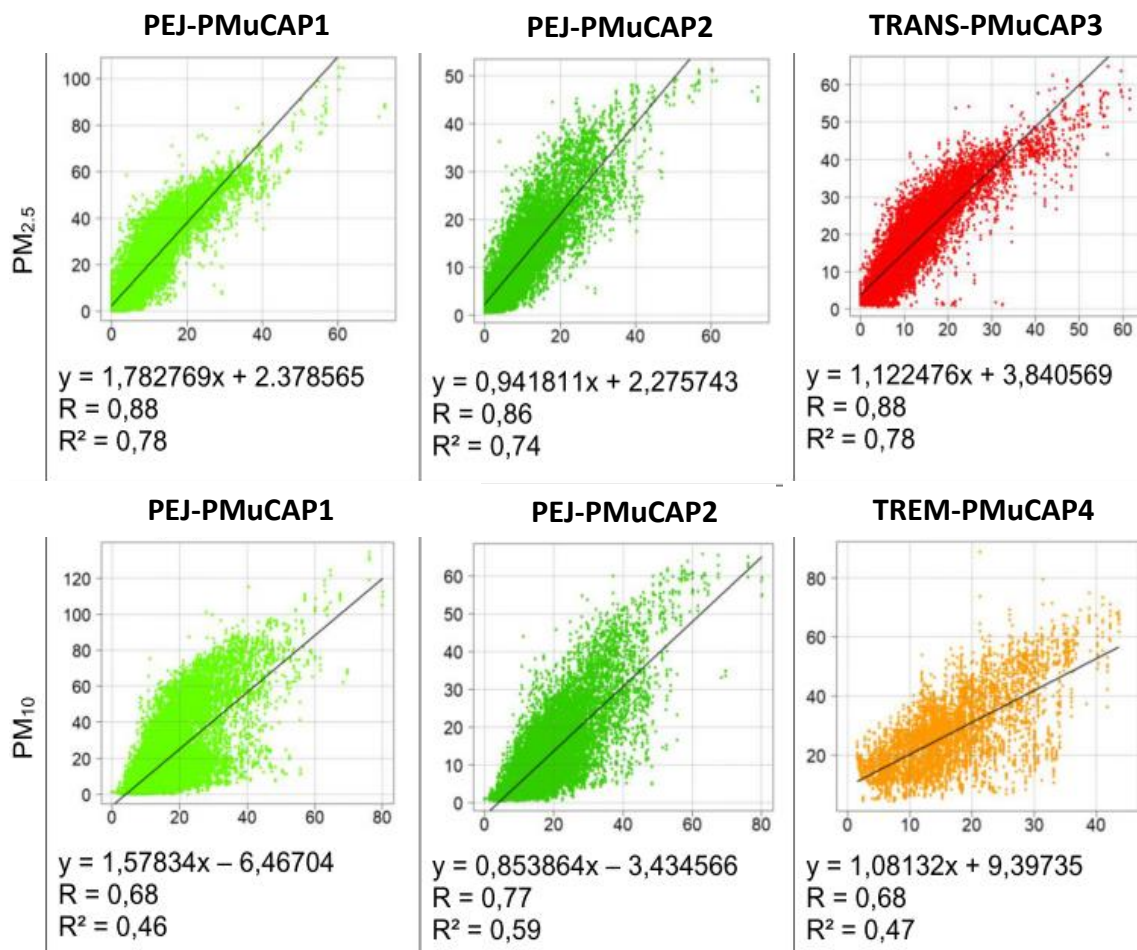 PEJ-PMuCAP1 PEJ-PMuCAP2 TRANS-PMuCAP3
PM2.5
100
80
60
40
20
0
0 20 40 60
50
40
30
20
10
0
0 20 40 60
60
50
40
30
20
10
0
0 10 20 30 40 50 60
y = 1,782769x + 2.378565
R = 0,88
R² = 0,78
y = 0,941811x + 2,275743
R = 0,86
R² = 0,74
y = 1,122476x + 3,840569
R = 0,88
R² = 0,78
PEJ-PMuCAP1 PEJ-PMuCAP2 TREM-PMuCAP4
PM10
120
100
80
60
40
20
0
0 20 40 60 80
60
50
40
30
20
10
0
0 20 40 60 80
80
60
40
20
0 10 20 30 40
y = 1,57834x – 6,46704
R = 0,68
R² = 0,46
y = 0,853864x – 3,434566
R = 0,77
R² = 0,59
y = 1,08132x + 9,39735
R = 0,68
R² = 0,47